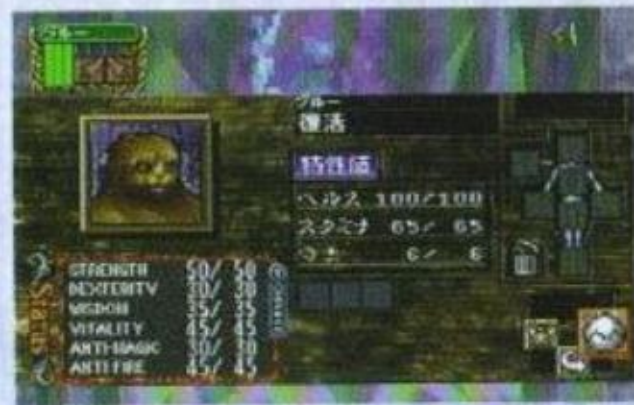 グルー
グルー
復活
特性値
ヘルス 100/100
スタミナ 65/ 65
マナ 6/ 6
STRENGTH 50/ 50
DEXTERITY 30/ 30
WISDOM 35/ 35
VITALITY 45/ 45
ANTI-MAGIC 30/ 30
ANTI-FIRE 45/ 45
Status